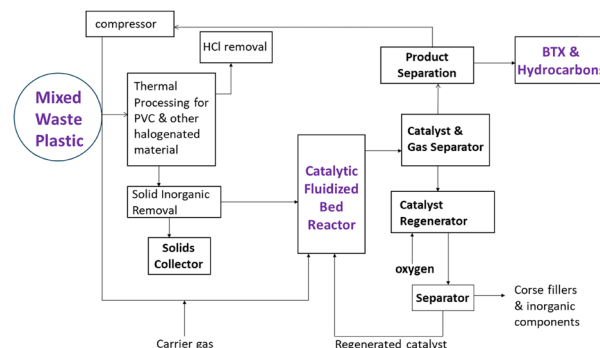 compressor
HCl removal
Product
Separation
BTX &
Hydrocarbons
Mixed
Waste
Plastic
Thermal
Processing for
PVC & other
halogenated
material
Catalyst &
Gas Separator
Catalytic
Fluidized
Bed
Reactor
Solid Inorganic
Removal
Catalyst
Regenerator
Solids
Collector
oxygen
Separator
Corse fillers
& inorganic
components
Carrier gas
Regenerated catalyst